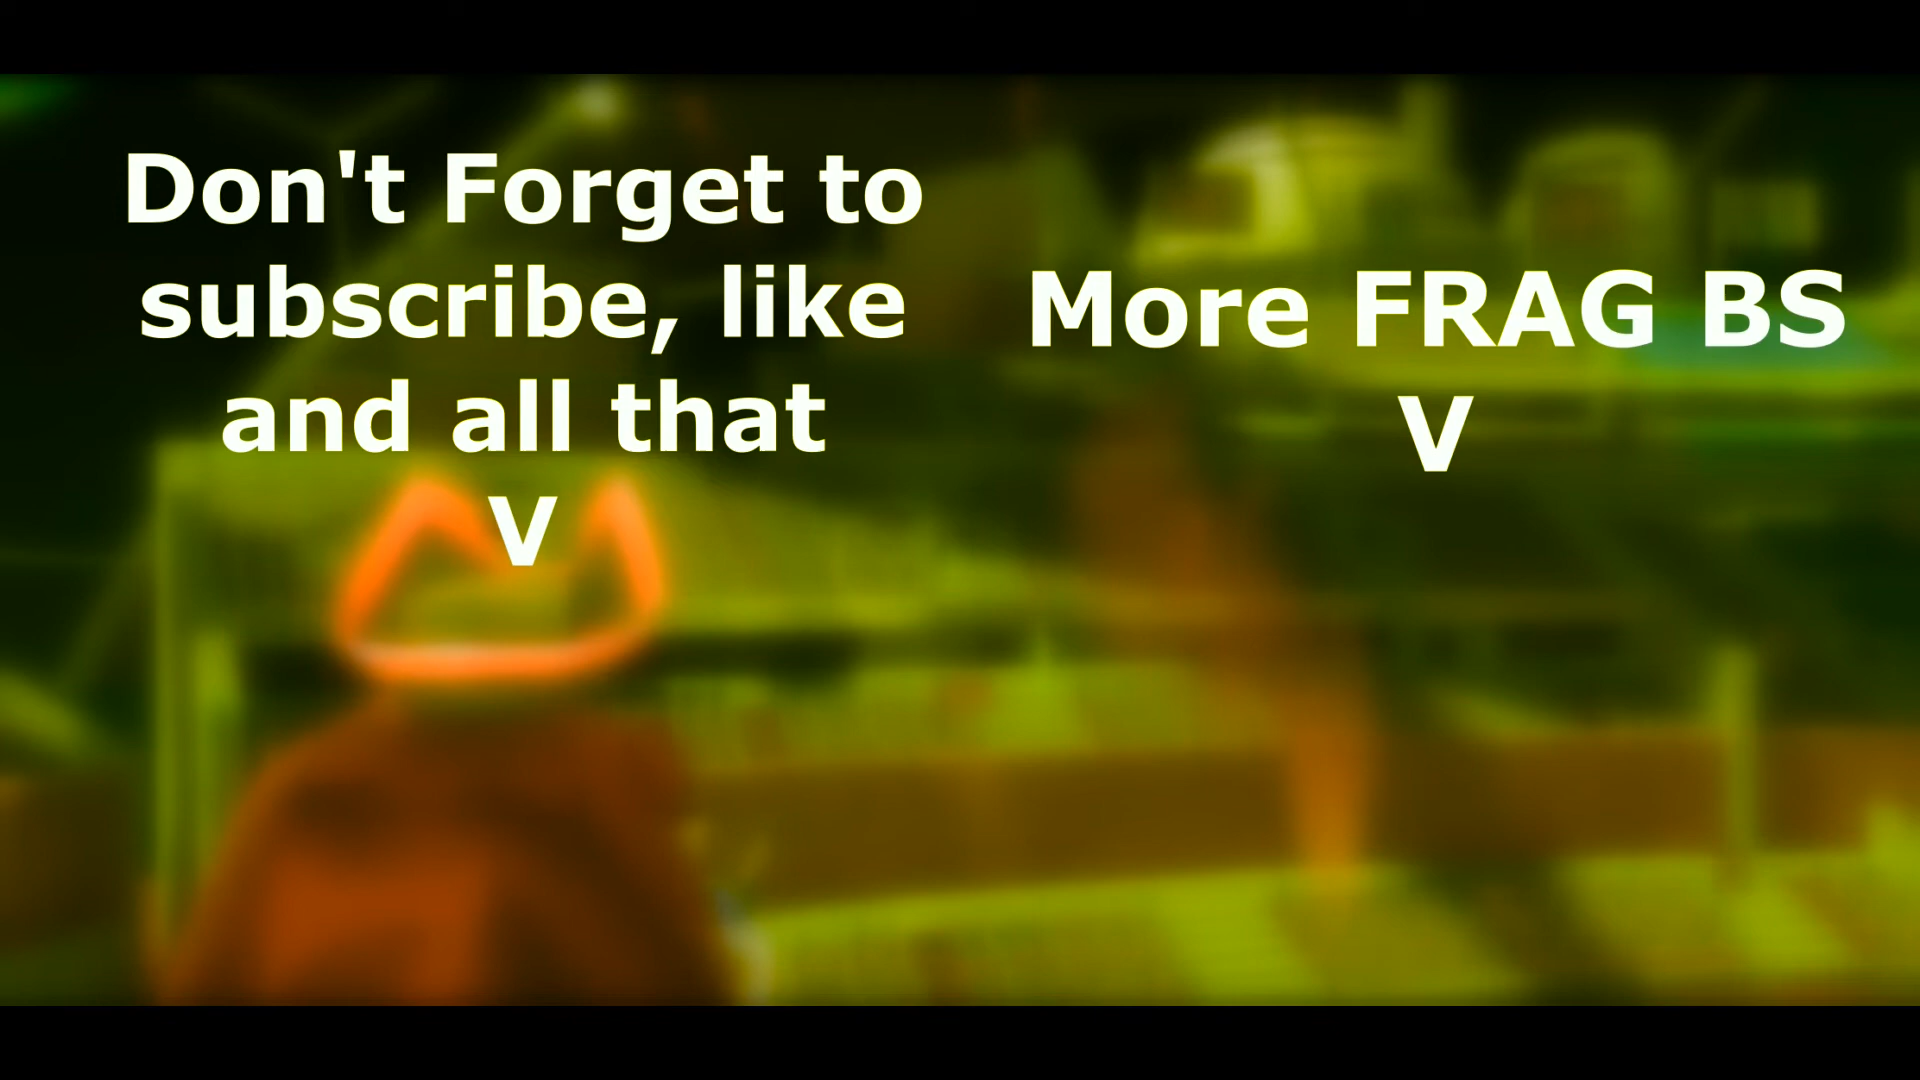 Don't Forget to
subscribe, like
and all that
V
More FRAG BS
V